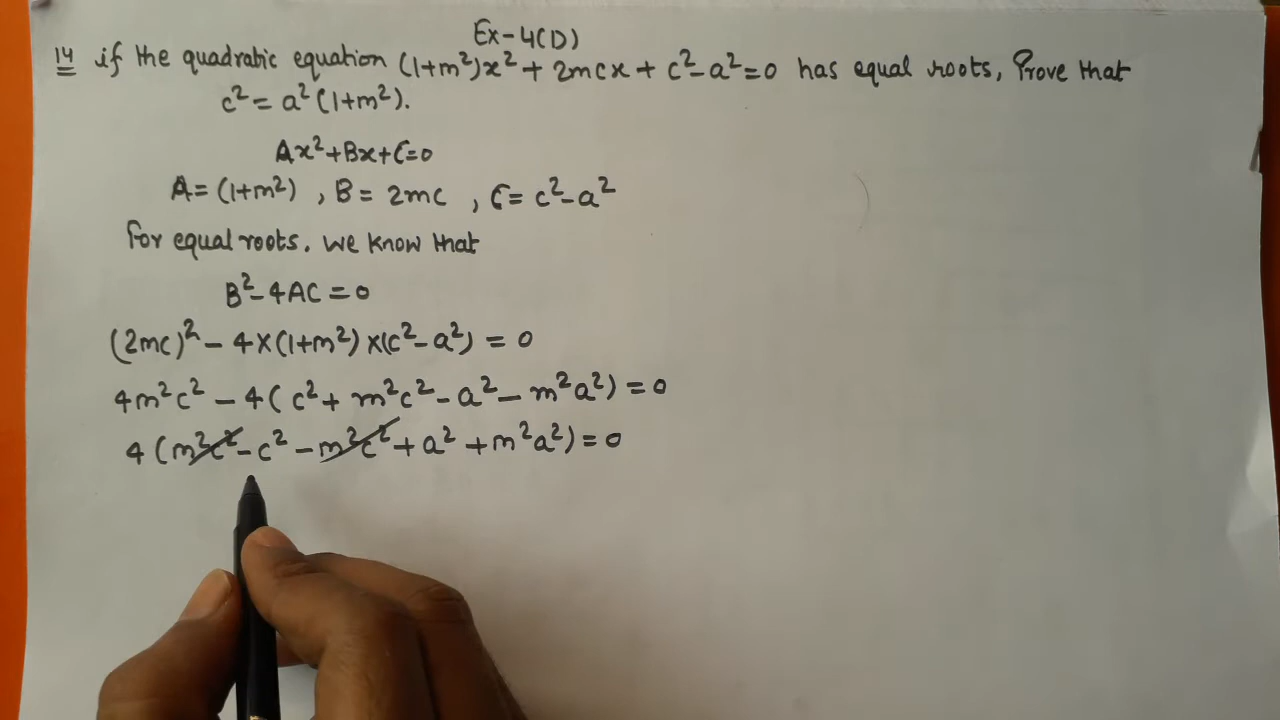 Ex-4(D)
14 if the quadratic equation (1+m²)x² + 2mcx + c²-a²=0 has equal roots, Prove that
c² = a²(1+m²).
Ax²+Bx+C=0
A= (1+m²) , B = 2mc , C= c²-a²
For equal roots. we know that
B²-4AC = 0
(2mc)² - 4×(1+m²)×(c²-a²) = 0
4m²c² - 4( c²+ m²c²-a²- m²a²) = 0
4 (m²c²-c² -m²c²+a² +m²a²) = 0